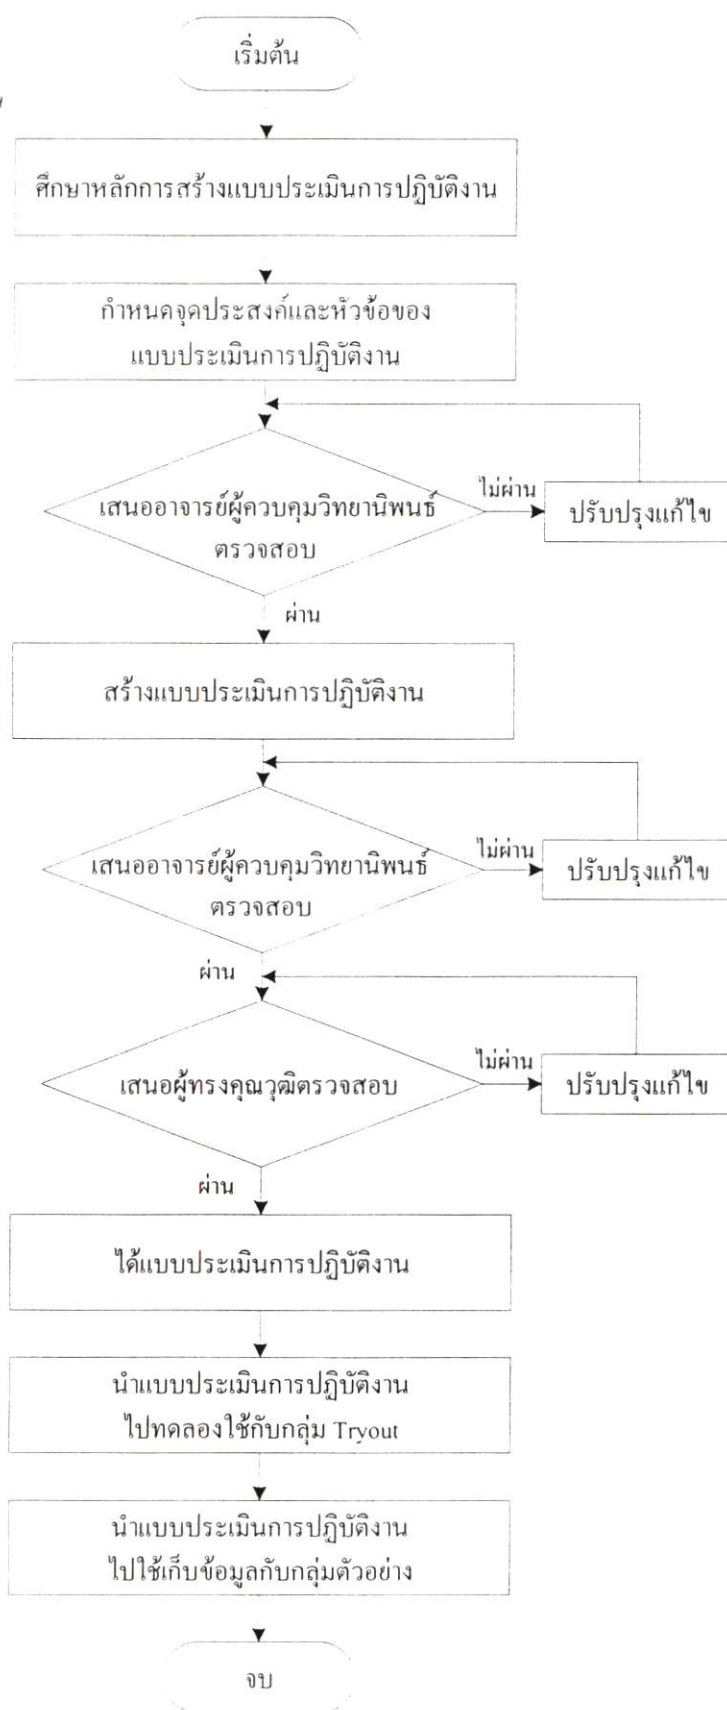 เริ่มต้น
ศึกษาหลักการสร้างแบบประเมินการปฏิบัติงาน
กำหนดจุดประสงค์และหัวข้อของ
แบบประเมินการปฏิบัติงาน
เสนออาจารย์ผู้ควบคุมวิทยานิพนธ์
ตรวจสอบ
ไม่ผ่าน
ปรับปรุงแก้ไข
ผ่าน
สร้างแบบประเมินการปฏิบัติงาน
เสนออาจารย์ผู้ควบคุมวิทยานิพนธ์
ตรวจสอบ
ไม่ผ่าน
ปรับปรุงแก้ไข
ผ่าน
เสนอผู้ทรงคุณวุฒิตรวจสอบ
ไม่ผ่าน
ปรับปรุงแก้ไข
ผ่าน
ได้แบบประเมินการปฏิบัติงาน
นำแบบประเมินการปฏิบัติงาน
ไปทดลองใช้กับกลุ่ม Tryout
นำแบบประเมินการปฏิบัติงาน
ไปใช้เก็บข้อมูลกับกลุ่มตัวอย่าง
จบ